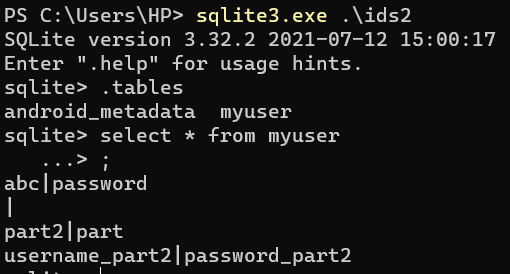 PS C:\Users\HP> sqlite3.exe .\ids2
SQLite version 3.32.2 2021-07-12 15:00:17
Enter ".help" for usage hints.
sqlite> .tables
android_metadata  myuser
sqlite> select * from myuser
   ...> ;
abc|password
|
part2|part
username_part2|password_part2